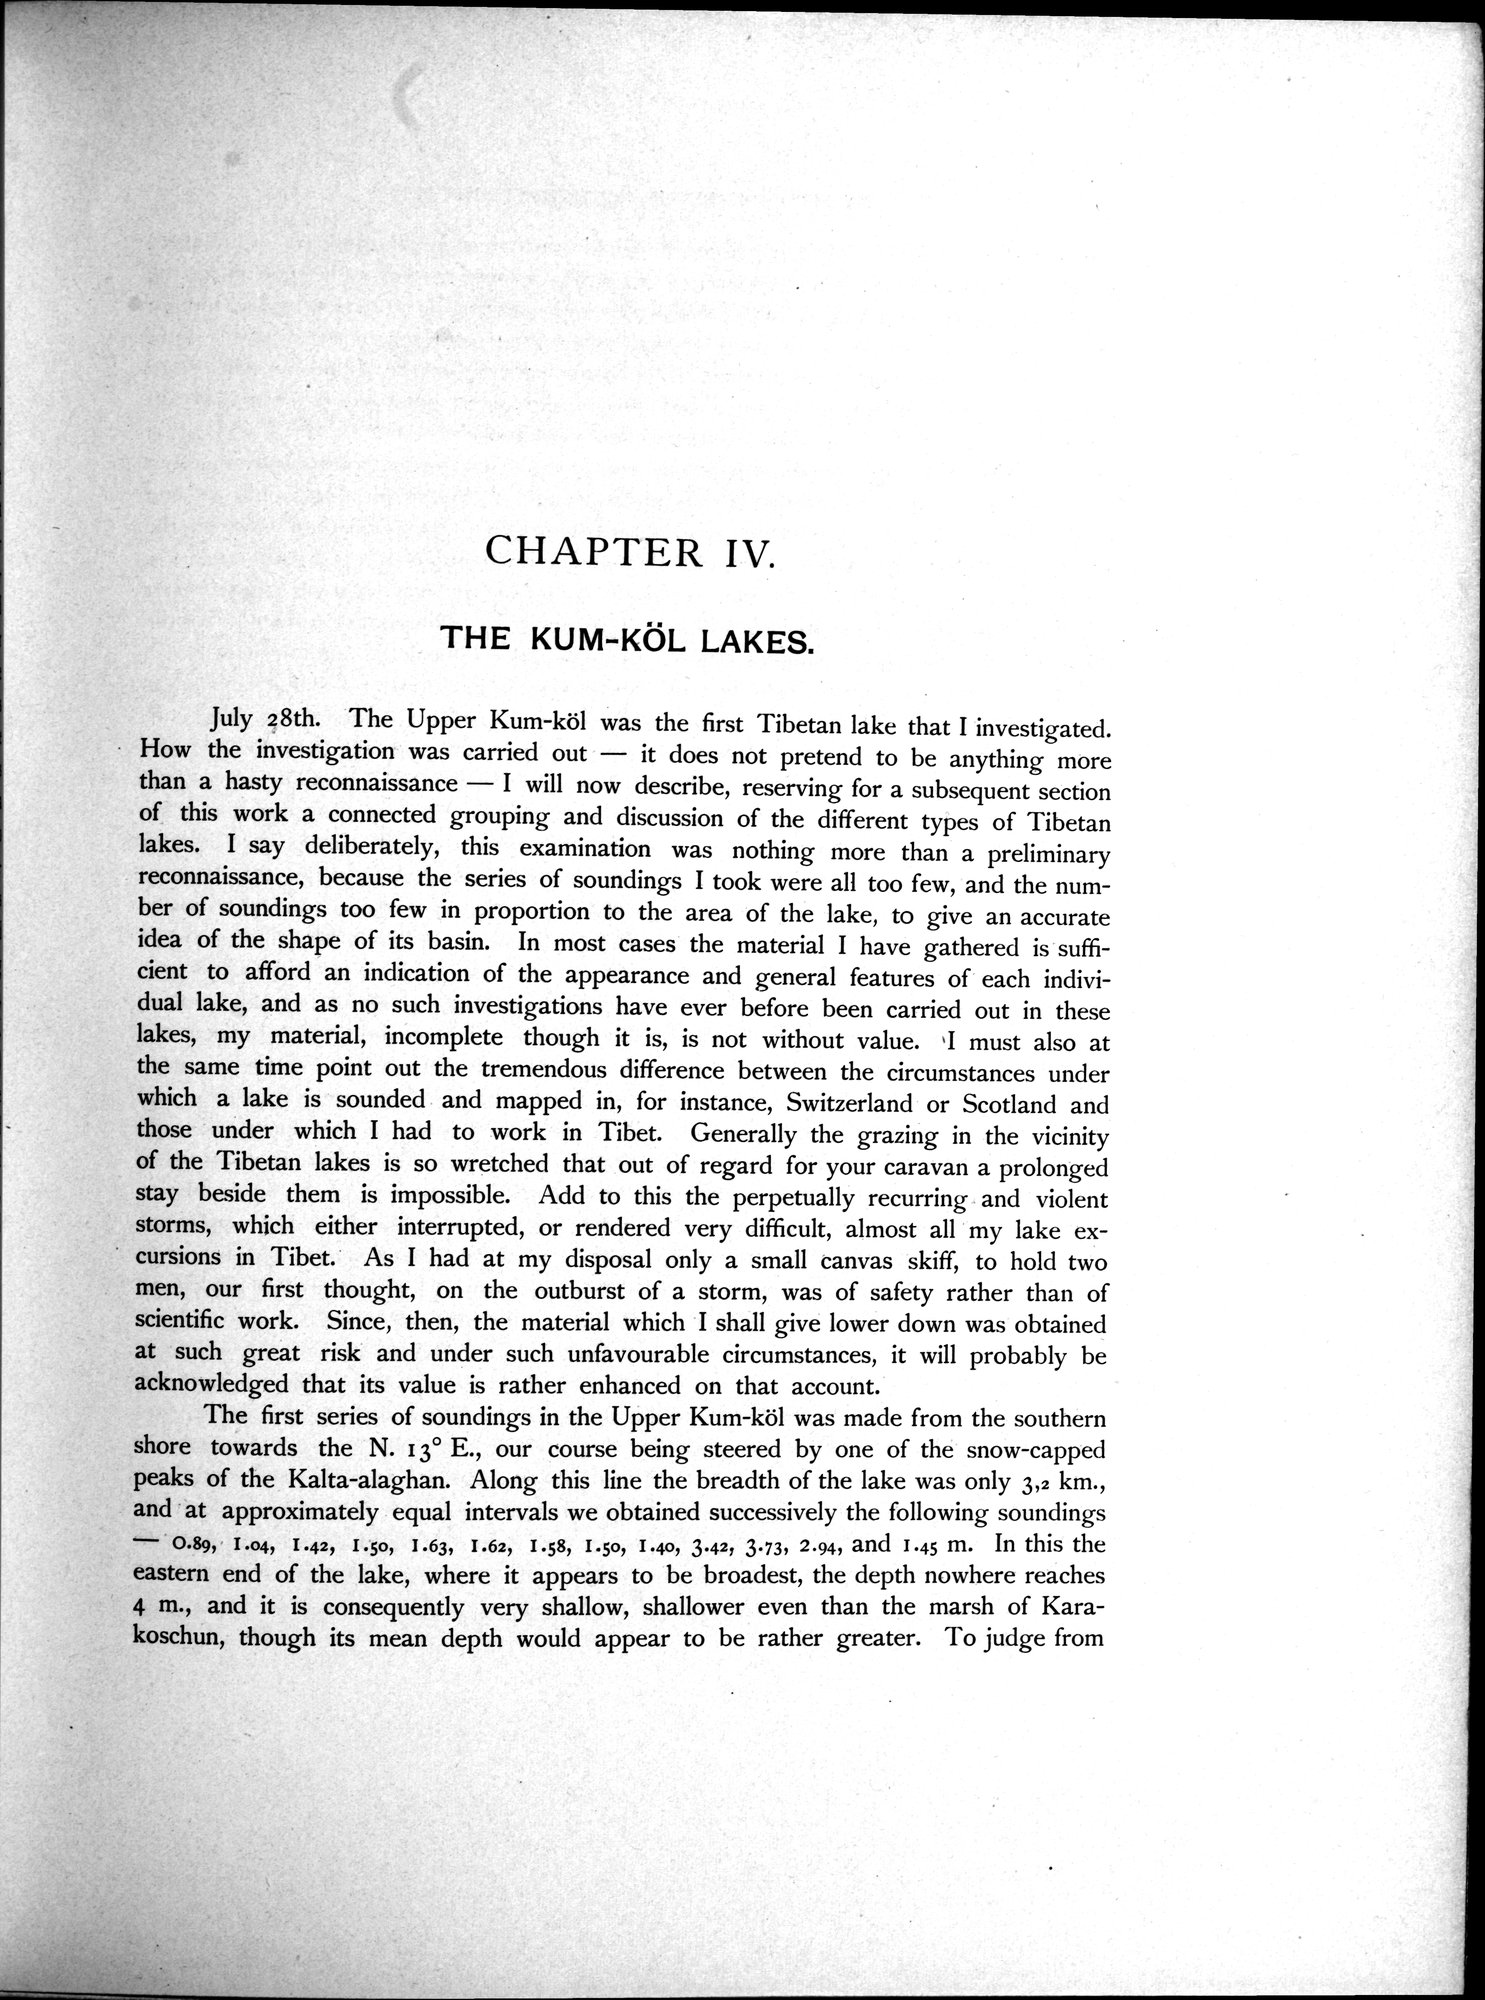 CHAPTER IV.
THE KUM-KÖL LAKES.
July 28th. The Upper Kum-köl was the first Tibetan lake that I investigated.
How the investigation was carried out — it does not pretend to be anything more
than a hasty reconnaissance — I will now describe, reserving for a subsequent section
of this work a connected grouping and discussion of the different types of Tibetan
lakes. I say deliberately, this examination was nothing more than a preliminary
reconnaissance, because the series of soundings I took were all too few, and the num-
ber of soundings too few in proportion to the area of the lake, to give an accurate
idea of the shape of its basin. In most cases the material I have gathered is suffi-
cient to afford an indication of the appearance and general features of each indivi-
dual lake, and as no such investigations have ever before been carried out in these
lakes, my material, incomplete though it is, is not without value. I must also at
the same time point out the tremendous difference between the circumstances under
which a lake is sounded and mapped in, for instance, Switzerland or Scotland and
those under which I had to work in Tibet. Generally the grazing in the vicinity
of the Tibetan lakes is so wretched that out of regard for your caravan a prolonged
stay beside them is impossible. Add to this the perpetually recurring and violent
storms, which either interrupted, or rendered very difficult, almost all my lake ex-
cursions in Tibet. As I had at my disposal only a small canvas skiff, to hold two
men, our first thought, on the outburst of a storm, was of safety rather than of
scientific work. Since, then, the material which I shall give lower down was obtained
at such great risk and under such unfavourable circumstances, it will probably be
acknowledged that its value is rather enhanced on that account.
The first series of soundings in the Upper Kum-köl was made from the southern
shore towards the N. 13° E., our course being steered by one of the snow-capped
peaks of the Kalta-alaghan. Along this line the breadth of the lake was only 3,2 km.,
and at approximately equal intervals we obtained successively the following soundings
— 0.89, 1.04, 1.42, 1.50, 1.63, 1.62, 1.58, 1.50, 1.40, 3.42, 3.73, 2.94, and 1.45 m. In this the
eastern end of the lake, where it appears to be broadest, the depth nowhere reaches
4 m., and it is consequently very shallow, shallower even than the marsh of Kara-
koschun, though its mean depth would appear to be rather greater. To judge from